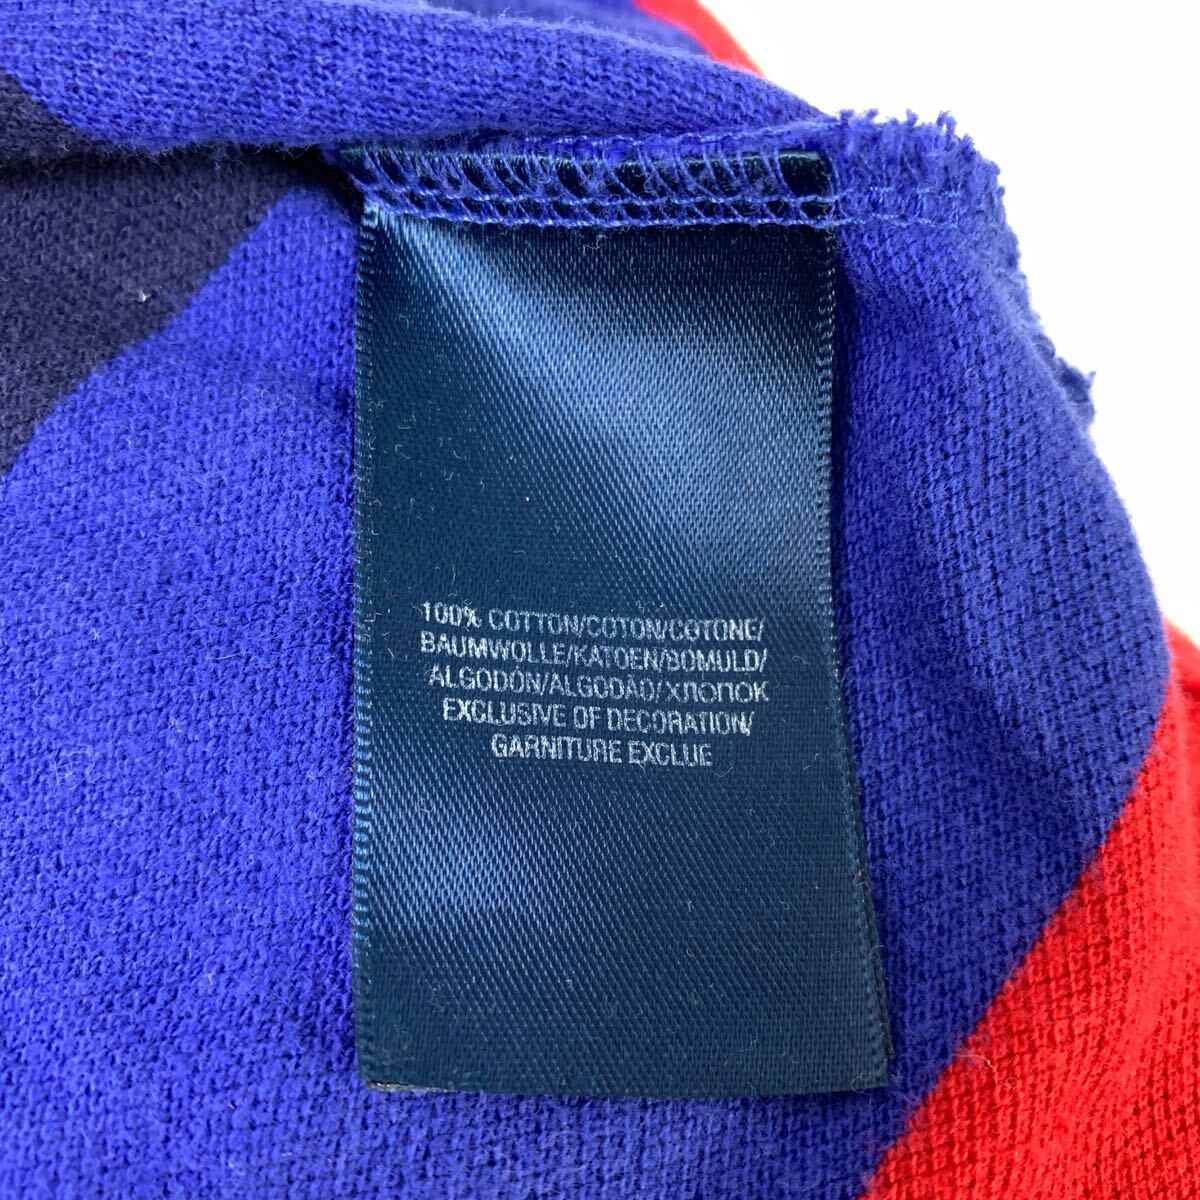 100% COTTON/COTON/COTONE/
BAUMWOLLE/KATOEN/BOMULD/
ALGODÓN/ALGODÃO/ХЛОПОК
EXCLUSIVE OF DECORATION/
GARNITURE EXCLUE